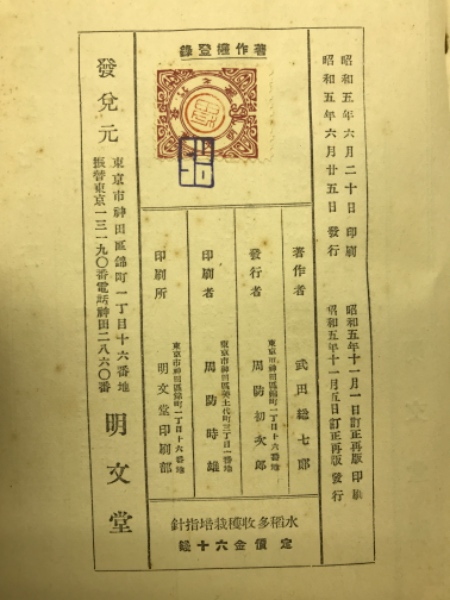 昭和五年六月二十日印刷
昭和五年六月廿五日發行
昭和五年十一月一日訂正再版印刷
昭和五年十一月五日訂正再版發行
著作權登錄
著作者 武田總七郎
東京市神田區錦町一丁目十六番地
發行者 周防初次郎
東京市神田區美土代町三丁目一番地
印刷者 周防時雄
東京市神田區錦町一丁目十六番地
印刷所 明文堂印刷部
水稻多收穫栽培指針
定價金六十錢
發兌元
東京市神田區錦町一丁目十六番地
振替東京一三一九〇番電話神田二八六〇番
明文堂